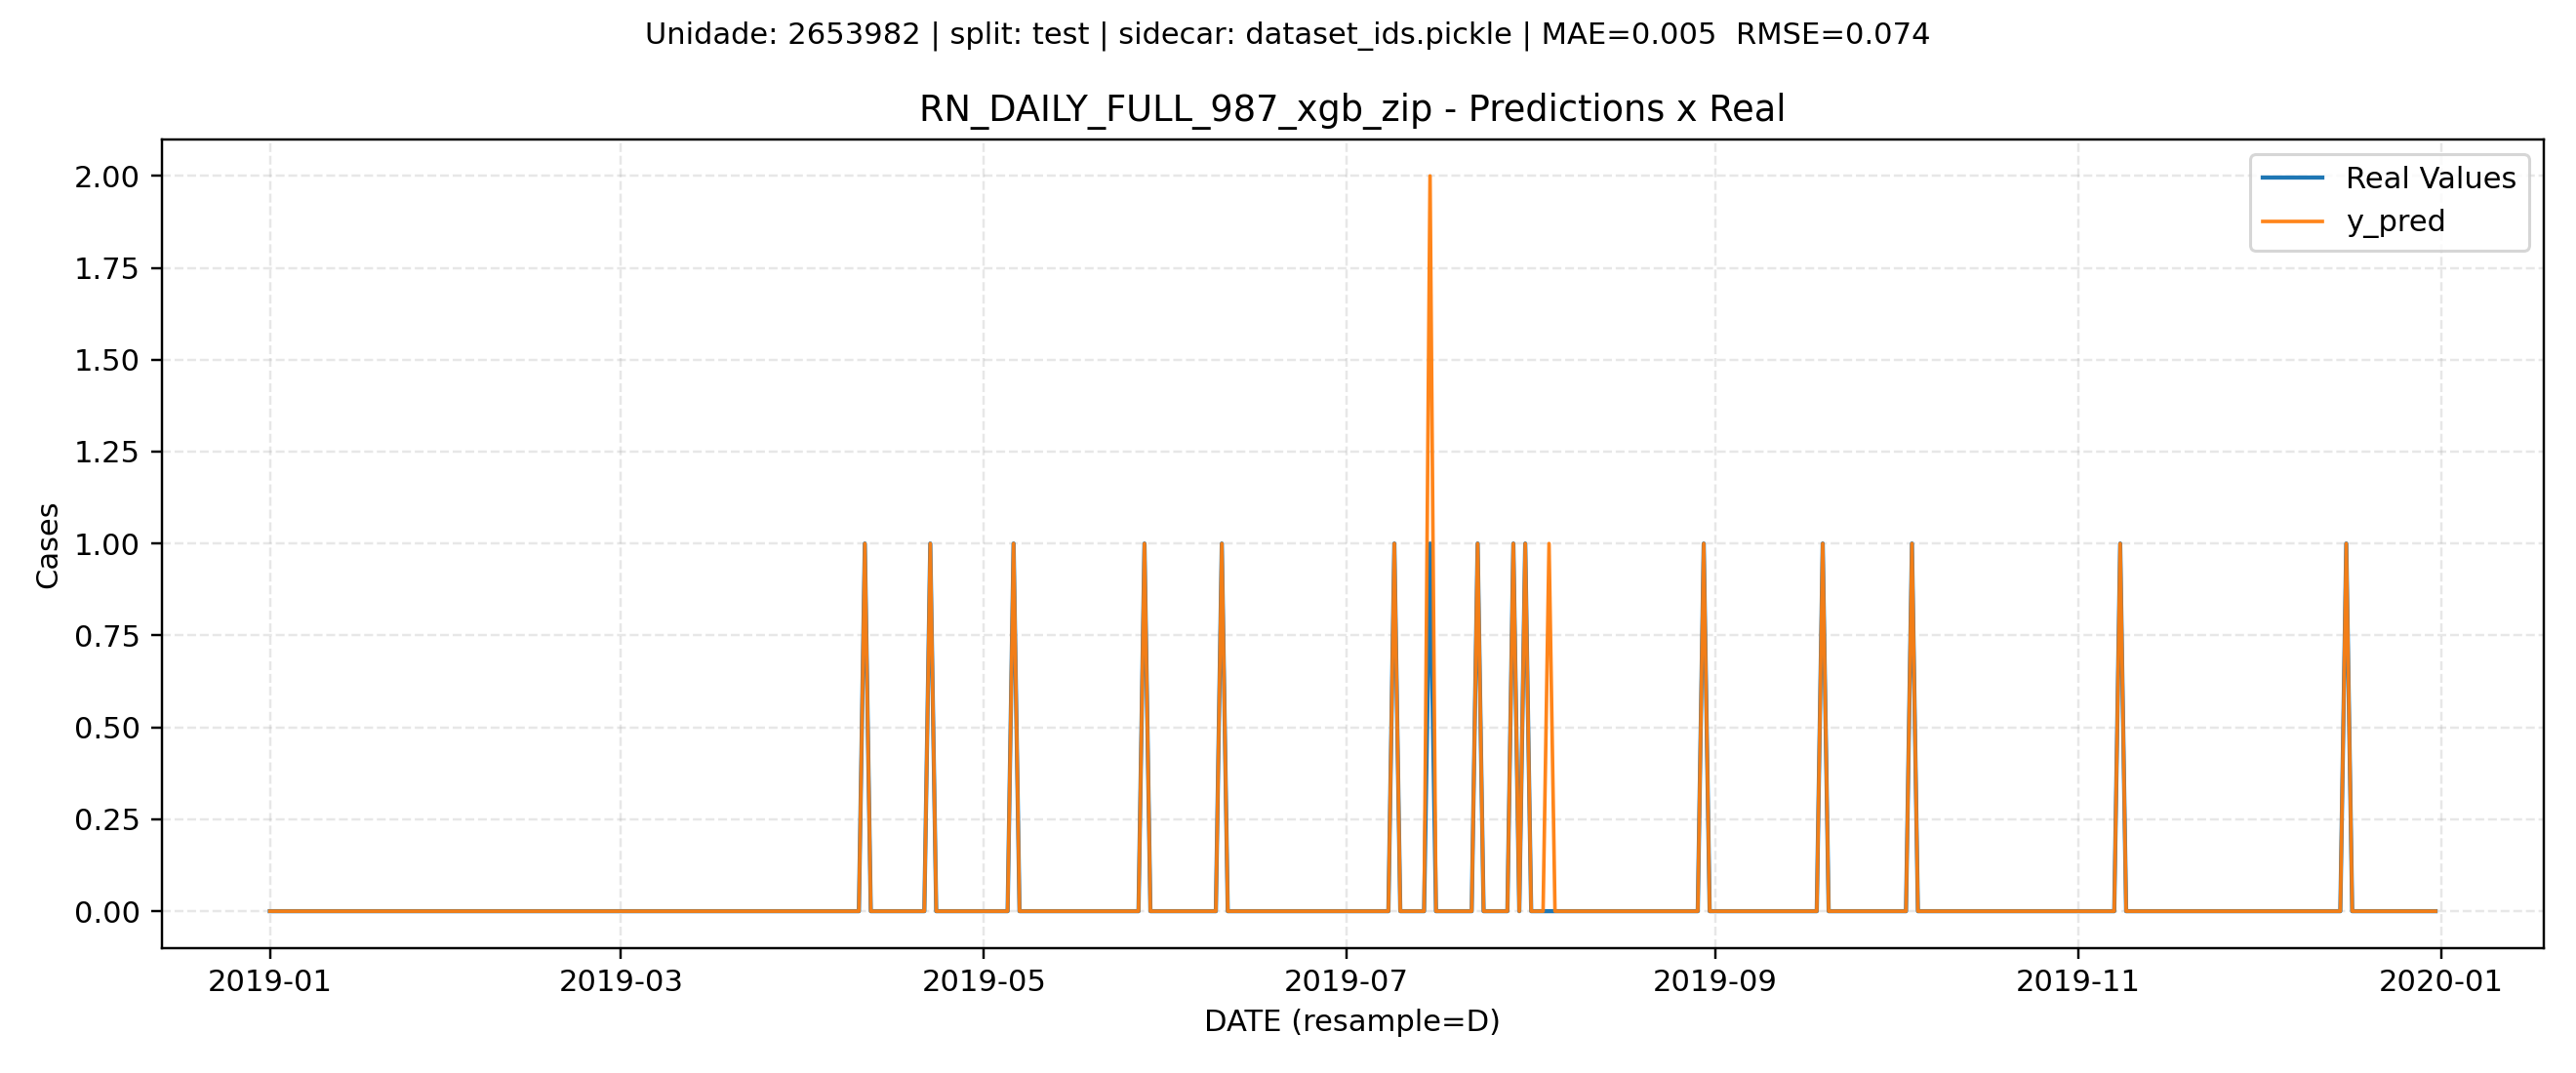 Unidade: 2653982 | split: test | sidecar: dataset_ids.pickle | MAE=0.005  RMSE=0.074
RN_DAILY_FULL_987_xgb_zip - Predictions x Real
Real Values
y_pred
Cases
2.00
1.75
1.50
1.25
1.00
0.75
0.50
0.25
0.00
2019-01
2019-03
2019-05
2019-07
2019-09
2019-11
2020-01
DATE (resample=D)